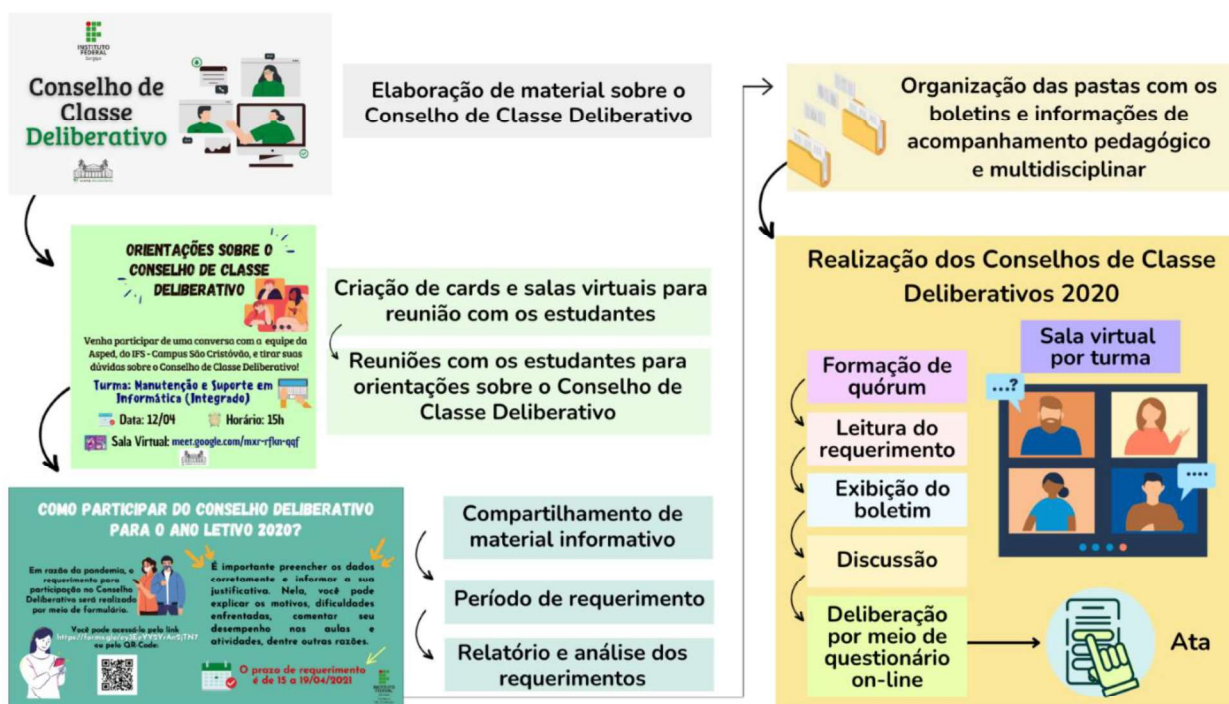 INSTITUTO
FEDERAL
Sergipe
Conselho de
Classe
Deliberativo
Elaboração de material sobre o
Conselho de Classe Deliberativo
ORIENTAÇÕES SOBRE O
CONSELHO DE CLASSE
DELIBERATIVO
Venha participar de uma conversa com a equipe da
Asped, do IFS - Campus São Cristóvão, e tirar suas
dúvidas sobre o Conselho de Classe Deliberativo!
Turma: Manutenção e Suporte em
Informática (Integrado)
Data: 12/04 Horário: 15h
Sala Virtual: meet.google.com/mxr-rfkn-qqf
Criação de cards e salas virtuais para
reunião com os estudantes
Reuniões com os estudantes para
orientações sobre o Conselho de
Classe Deliberativo
COMO PARTICIPAR DO CONSELHO DELIBERATIVO
PARA O ANO LETIVO 2020?
Em razão da pandemia, o
requerimento para
participação no Conselho
Deliberativo será realizado
por meio de formulário.
Você pode acessá-lo pelo link
ou pelo QR-Code:
É importante preencher os dados
corretamente e informar a sua
justificativa. Nela, você pode
explicar os motivos, dificuldades
enfrentadas, comentar seu
desempenho nas aulas e
atividades, dentre outras razões.
O prazo de requerimento
é de 15 a 19/04/2021
INSTITUTO
FEDERAL
Compartilhamento de
material informativo
Período de requerimento
Relatório e análise dos
requerimentos
Organização das pastas com os
boletins e informações de
acompanhamento pedagógico
e multidisciplinar
Realização dos Conselhos de Classe
Deliberativos 2020
Sala virtual
por turma
...?
....
Formação de
quórum
Leitura do
requerimento
Exibição do
boletim
Discussão
Deliberação
por meio de
questionário
on-line
Ata